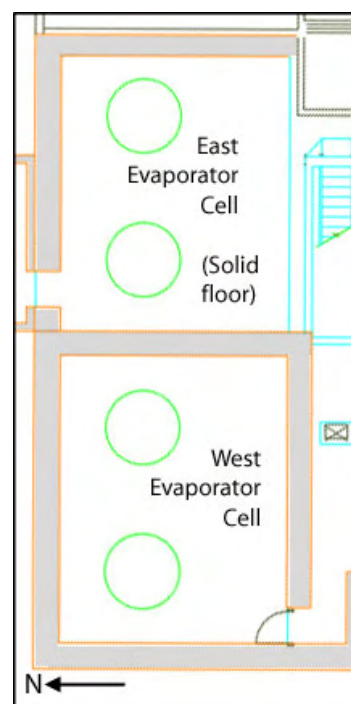 East
Evaporator
Cell
(Solid
floor)
West
Evaporator
Cell
N